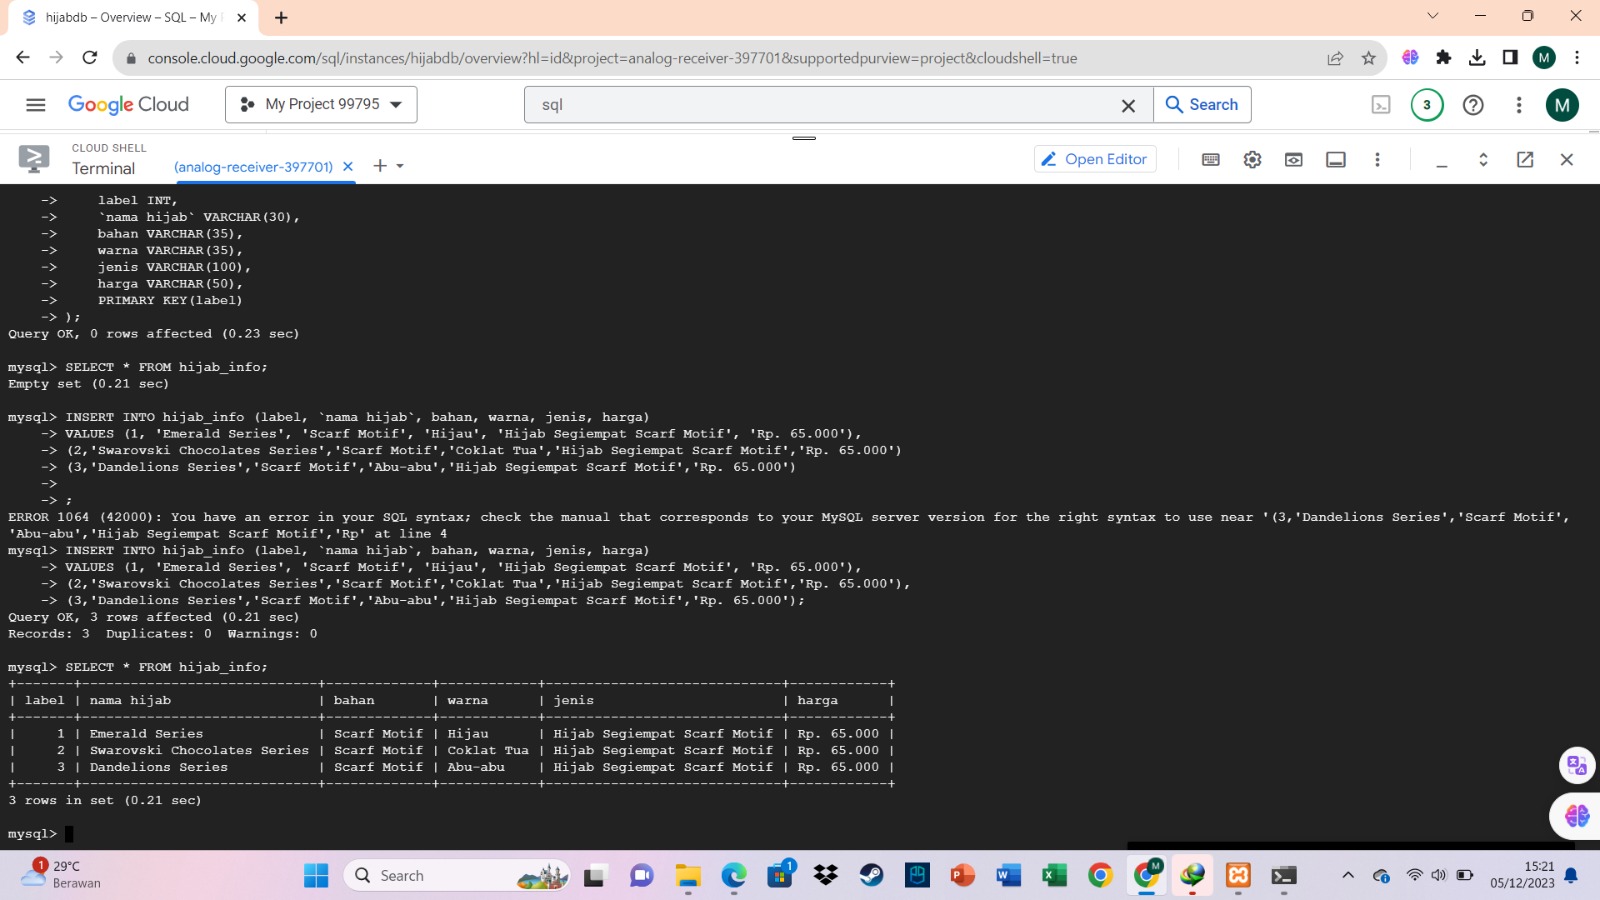 hijabdb – Overview – SQL – My
console.cloud.google.com/sql/instances/hijabdb/overview?hl=id&project=analog-receiver-397701&supportedpurview=project&cloudshell=true
M
Google Cloud
My Project 99795
sql
Search
3
M
CLOUD SHELL
Terminal
(analog-receiver-397701)
Open Editor
->     label INT,
->     `nama hijab` VARCHAR(30),
->     bahan VARCHAR(35),
->     warna VARCHAR(35),
->     jenis VARCHAR(100),
->     harga VARCHAR(50),
->     PRIMARY KEY(label)
-> );
Query OK, 0 rows affected (0.23 sec)
mysql> SELECT * FROM hijab_info;
Empty set (0.21 sec)
mysql> INSERT INTO hijab_info (label, `nama hijab`, bahan, warna, jenis, harga)
-> VALUES (1, 'Emerald Series', 'Scarf Motif', 'Hijau', 'Hijab Segiempat Scarf Motif', 'Rp. 65.000'),
-> (2,'Swarovski Chocolates Series','Scarf Motif','Coklat Tua','Hijab Segiempat Scarf Motif','Rp. 65.000')
-> (3,'Dandelions Series','Scarf Motif','Abu-abu','Hijab Segiempat Scarf Motif','Rp. 65.000')
->
-> ;
ERROR 1064 (42000): You have an error in your SQL syntax; check the manual that corresponds to your MySQL server version for the right syntax to use near '(3,'Dandelions Series','Scarf Motif',
'Abu-abu','Hijab Segiempat Scarf Motif','Rp' at line 4
mysql> INSERT INTO hijab_info (label, `nama hijab`, bahan, warna, jenis, harga)
-> VALUES (1, 'Emerald Series', 'Scarf Motif', 'Hijau', 'Hijab Segiempat Scarf Motif', 'Rp. 65.000'),
-> (2,'Swarovski Chocolates Series','Scarf Motif','Coklat Tua','Hijab Segiempat Scarf Motif','Rp. 65.000'),
-> (3,'Dandelions Series','Scarf Motif','Abu-abu','Hijab Segiempat Scarf Motif','Rp. 65.000');
Query OK, 3 rows affected (0.21 sec)
Records: 3  Duplicates: 0  Warnings: 0
mysql> SELECT * FROM hijab_info;
+-------+-----------------------------+-------------+------------+-----------------------------+------------+
| label | nama hijab                  | bahan       | warna      | jenis                       | harga      |
+-------+-----------------------------+-------------+------------+-----------------------------+------------+
|     1 | Emerald Series              | Scarf Motif | Hijau      | Hijab Segiempat Scarf Motif | Rp. 65.000 |
|     2 | Swarovski Chocolates Series | Scarf Motif | Coklat Tua | Hijab Segiempat Scarf Motif | Rp. 65.000 |
|     3 | Dandelions Series           | Scarf Motif | Abu-abu    | Hijab Segiempat Scarf Motif | Rp. 65.000 |
+-------+-----------------------------+-------------+------------+-----------------------------+------------+
3 rows in set (0.21 sec)
mysql>
1
29°C
Berawan
Search
1
M
15:21
05/12/2023